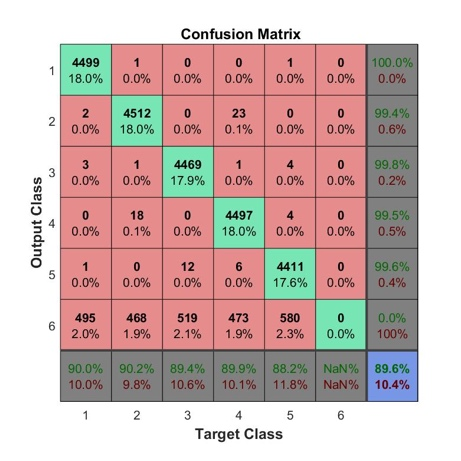 Confusion Matrix
1 4499 1 0 0 1 0 100.0%
18.0% 0.0% 0.0% 0.0% 0.0% 0.0% 0.0%
2 2 4512 0 23 0 0 99.4%
0.0% 18.0% 0.0% 0.1% 0.0% 0.0% 0.6%
3 3 1 4469 1 4 0 99.8%
0.0% 0.0% 17.9% 0.0% 0.0% 0.0% 0.2%
4 0 18 0 4497 4 0 99.5%
0.0% 0.1% 0.0% 18.0% 0.0% 0.0% 0.5%
5 1 0 12 6 4411 0 99.6%
0.0% 0.0% 0.0% 0.0% 17.6% 0.0% 0.4%
6 495 468 519 473 580 0 0.0%
2.0% 1.9% 2.1% 1.9% 2.3% 0.0% 100%
90.0% 90.2% 89.4% 89.9% 88.2% NaN% 89.6%
10.0% 9.8% 10.6% 10.1% 11.8% NaN% 10.4%
1 2 3 4 5 6
Target Class
Output Class